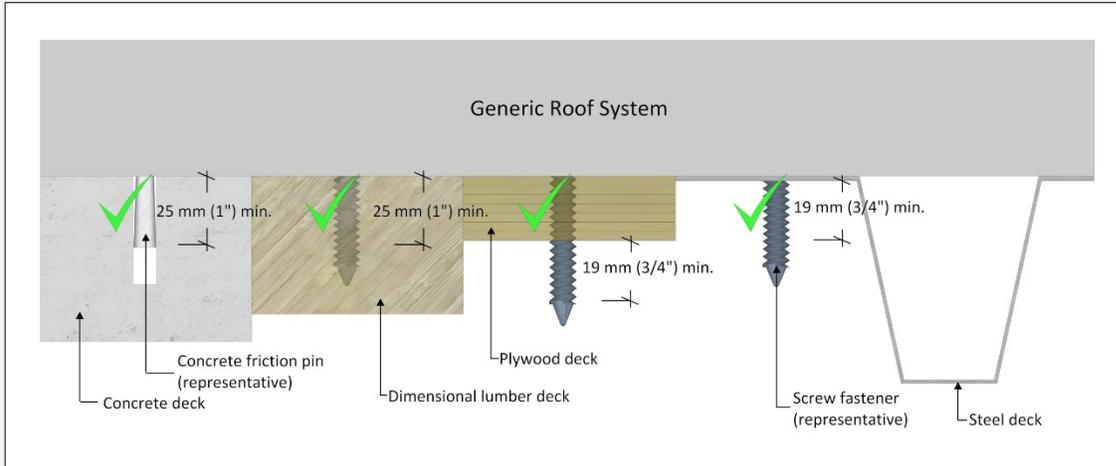 Generic Roof System
25 mm (1") min.
25 mm (1") min.
19 mm (3/4") min.
19 mm (3/4") min.
Concrete friction pin
(representative)
Concrete deck
Dimensional lumber deck
Plywood deck
Screw fastener
(representative)
Steel deck